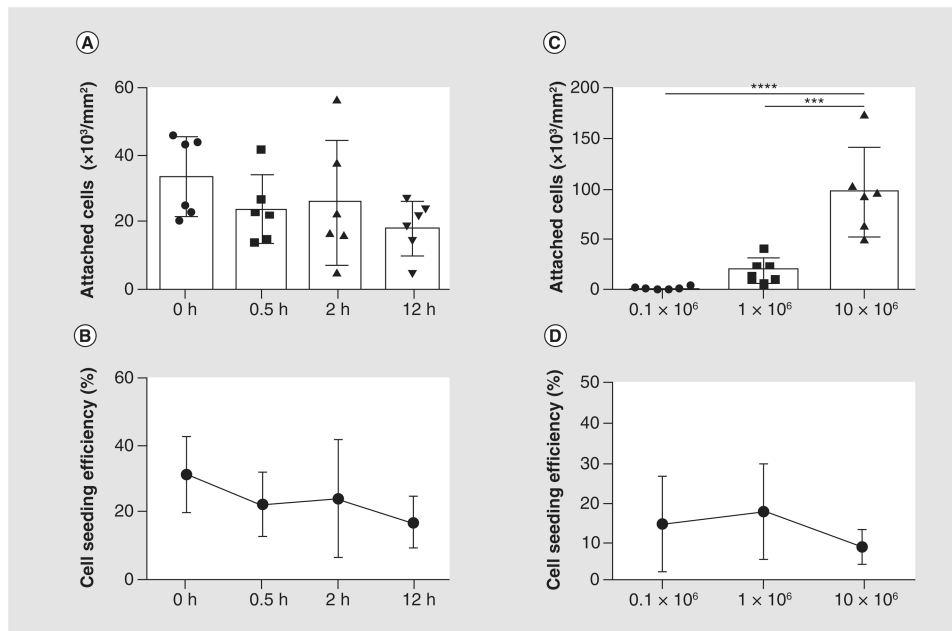 A
Attached cells (×10³/mm²)
60
40
20
0
0 h
0.5 h
2 h
12 h
B
Cell seeding efficiency (%)
60
40
20
0
0 h
0.5 h
2 h
12 h
C
Attached cells (×10³/mm²)
200
150
100
50
0
****
***
0.1 × 10⁶
1 × 10⁶
10 × 10⁶
D
Cell seeding efficiency (%)
50
40
30
20
10
0
0.1 × 10⁶
1 × 10⁶
10 × 10⁶